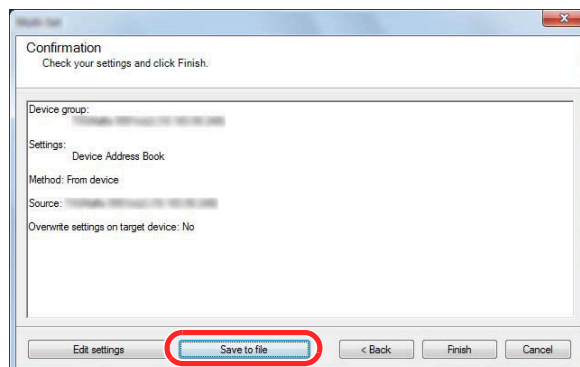 Confirmation
Check your settings and click Finish.
Device group:
Settings:
Device Address Book
Method: From device
Source:
Overwrite settings on target device: No
Edit settings
Save to file
< Back
Finish
Cancel